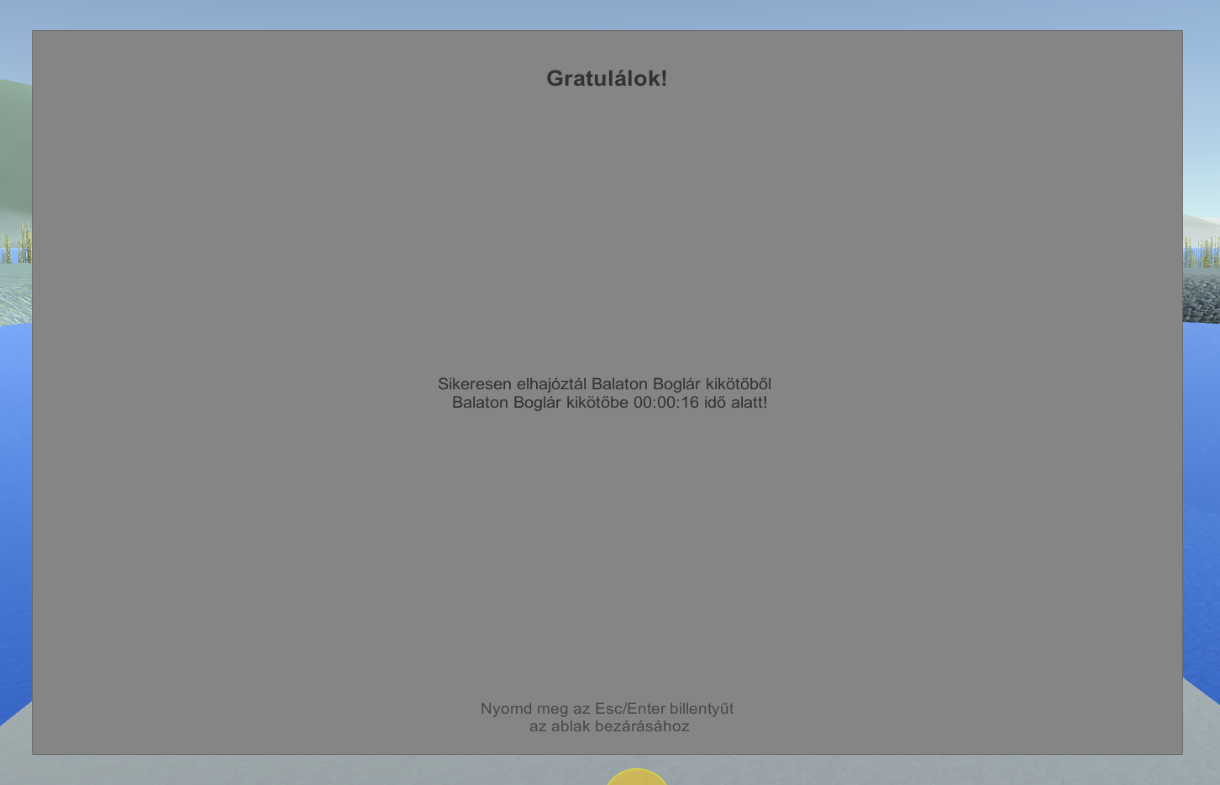 Gratulálok!
Sikeresen elhajóztál Balaton Boglár kikötőből
Balaton Boglár kikötőbe 00:00:16 idő alatt!
Nyomd meg az Esc/Enter billentyűt
az ablak bezárásához